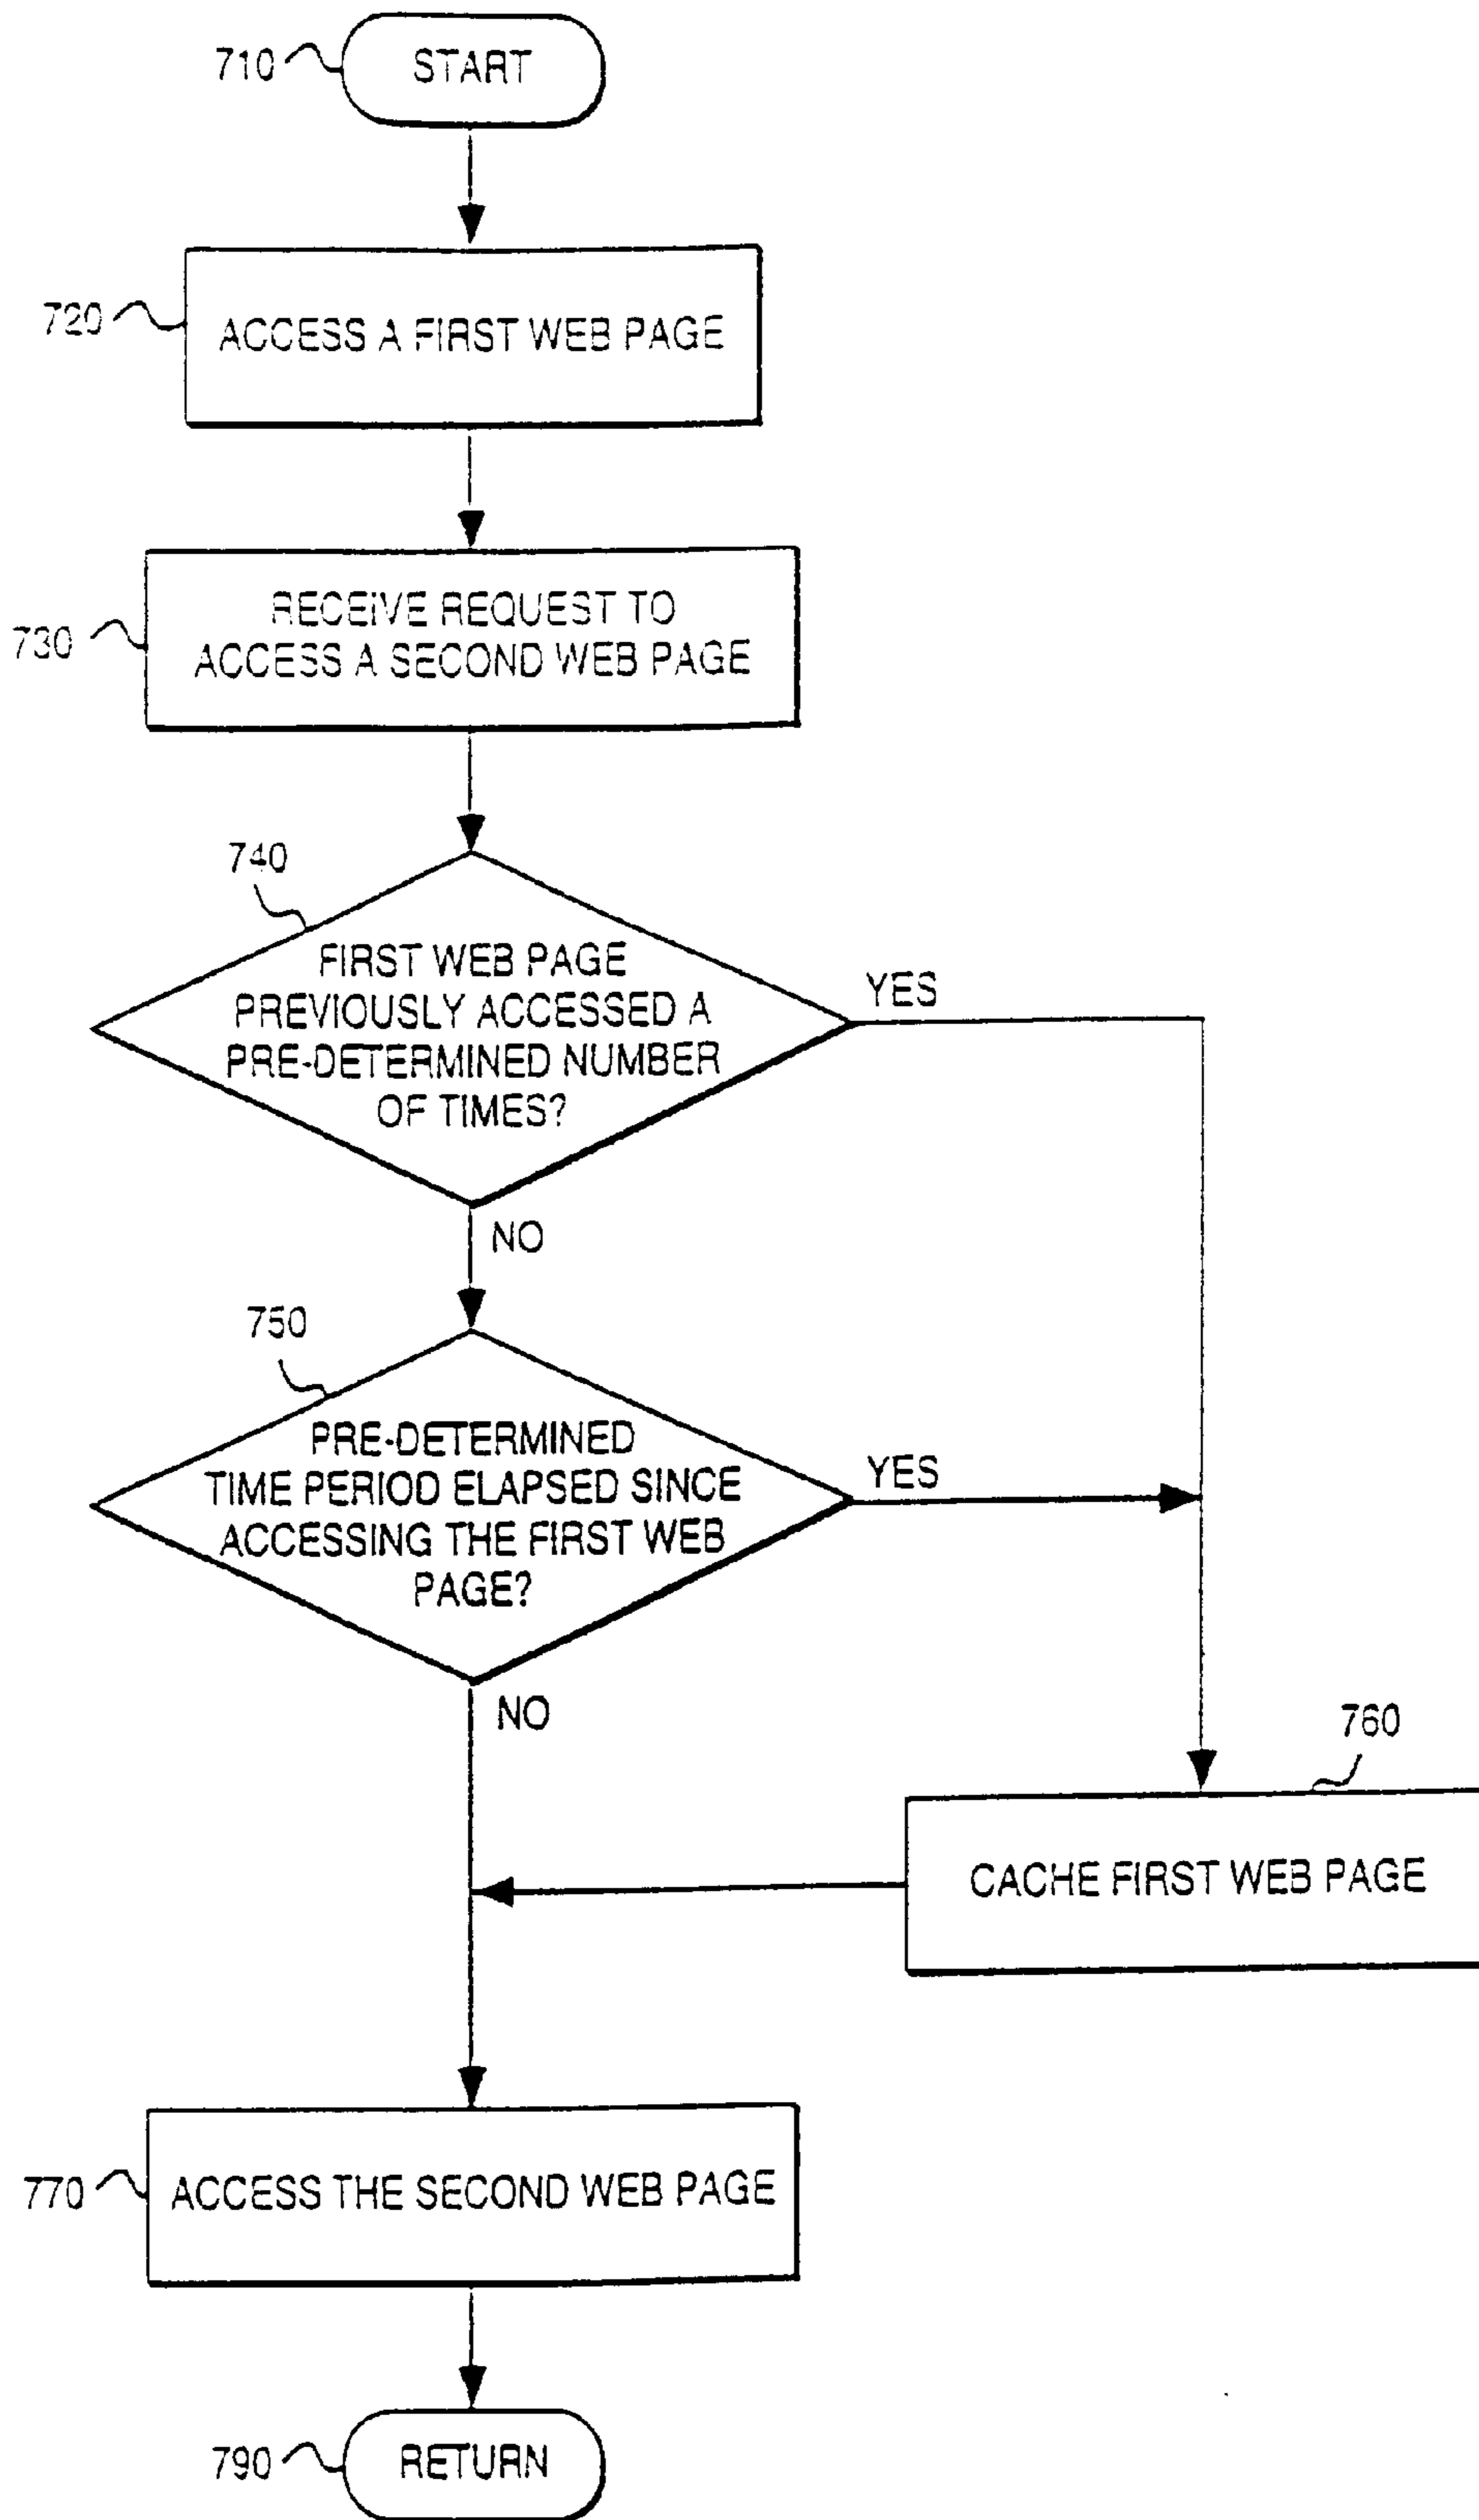 710
START
720
ACCESS A FIRST WEB PAGE
730
RECEIVE REQUEST TO
ACCESS A SECOND WEB PAGE
740
FIRST WEB PAGE
PREVIOUSLY ACCESSED A
PRE-DETERMINED NUMBER
OF TIMES?
YES
NO
750
PRE-DETERMINED
TIME PERIOD ELAPSED SINCE
ACCESSING THE FIRST WEB
PAGE?
YES
NO
760
CACHE FIRST WEB PAGE
770
ACCESS THE SECOND WEB PAGE
790
RETURN